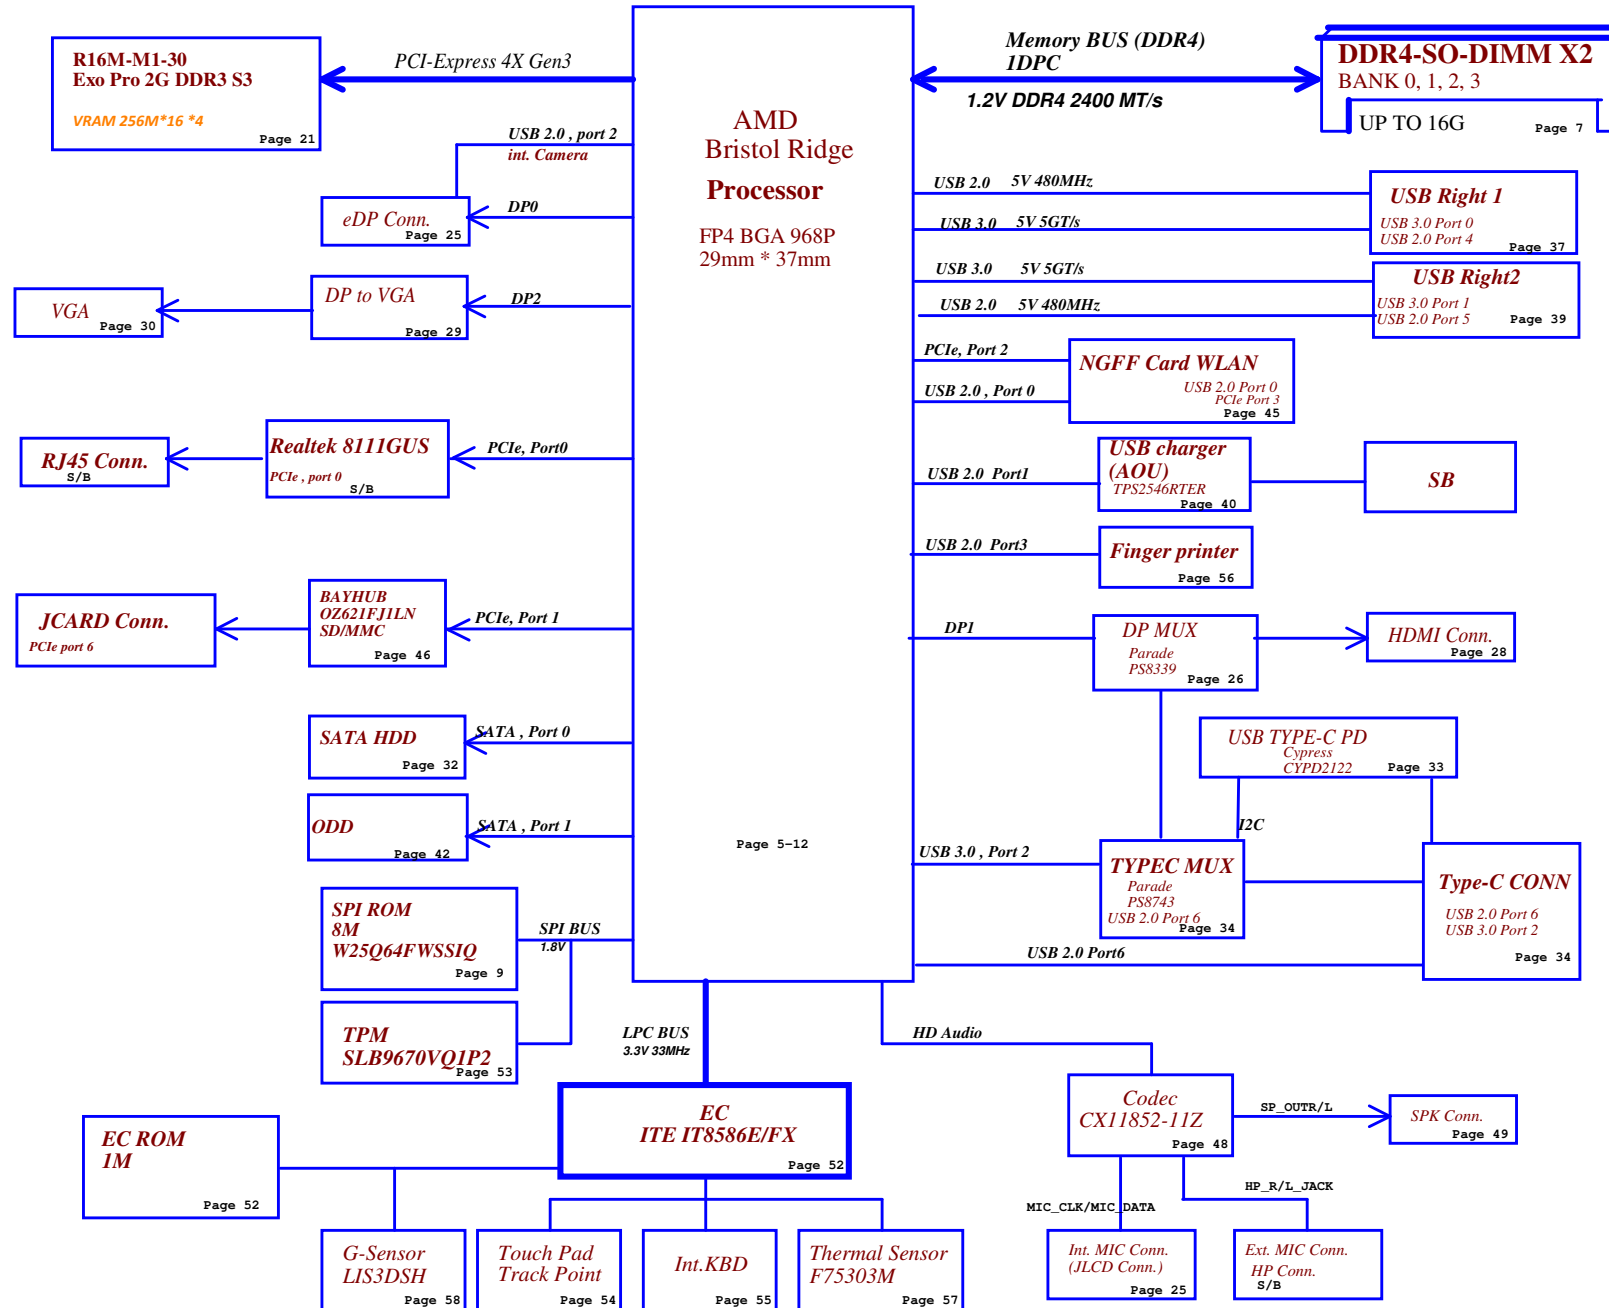 R16M-M1-30
Exo Pro 2G DDR3 S3
VRAM 256M*16 *4
Page 21
PCI-Express 4X Gen3
USB 2.0 , port 2
int. Camera
eDP Conn.
Page 25
DP0
VGA
Page 30
DP to VGA
Page 29
DP2
RJ45 Conn.
S/B
Realtek 8111GUS
PCIe , port 0
S/B
PCIe, Port0
JCARD Conn.
PCIe port 6
BAYHUB
OZ621FJ1LN
SD/MMC
Page 46
PCIe, Port 1
SATA HDD
Page 32
SATA , Port 0
ODD
Page 42
SATA , Port 1
SPI ROM
8M
W25Q64FWSSIQ
Page 9
SPI BUS
1.8V
TPM
SLB9670VQ1P2
Page 53
AMD
Bristol Ridge
Processor
FP4 BGA 968P
29mm * 37mm
Page 5-12
Memory BUS (DDR4)
1DPC
1.2V DDR4 2400 MT/s
DDR4-SO-DIMM X2
BANK 0, 1, 2, 3
UP TO 16G
Page 7
USB 2.0 5V 480MHz
USB 3.0 5V 5GT/s
USB Right 1
USB 3.0 Port 0
USB 2.0 Port 4
Page 37
USB 3.0 5V 5GT/s
USB 2.0 5V 480MHz
USB Right2
USB 3.0 Port 1
USB 2.0 Port 5
Page 39
PCIe, Port 2
USB 2.0 , Port 0
NGFF Card WLAN
USB 2.0 Port 0
PCIe Port 3
Page 45
USB 2.0 Port1
USB charger
(AOU)
TPS2546RTER
Page 40
SB
USB 2.0 Port3
Finger printer
Page 56
DP1
DP MUX
Parade
PS8339
Page 26
HDMI Conn.
Page 28
USB TYPE-C PD
Cypress
CYPD2122
Page 33
I2C
USB 3.0 , Port 2
TYPEC MUX
Parade
PS8743
USB 2.0 Port 6
Page 34
Type-C CONN
USB 2.0 Port 6
USB 3.0 Port 2
Page 34
USB 2.0 Port6
LPC BUS
3.3V 33MHz
HD Audio
EC
ITE IT8586E/FX
Page 52
EC ROM
1M
Page 52
Codec
CX11852-11Z
Page 48
SP_OUTR/L
SPK Conn.
Page 49
HP_R/L_JACK
MIC_CLK/MIC_DATA
G-Sensor
LIS3DSH
Page 58
Touch Pad
Track Point
Page 54
Int.KBD
Page 55
Thermal Sensor
F75303M
Page 57
Int. MIC Conn.
(JLCD Conn.)
Page 25
Ext. MIC Conn.
HP Conn.
S/B